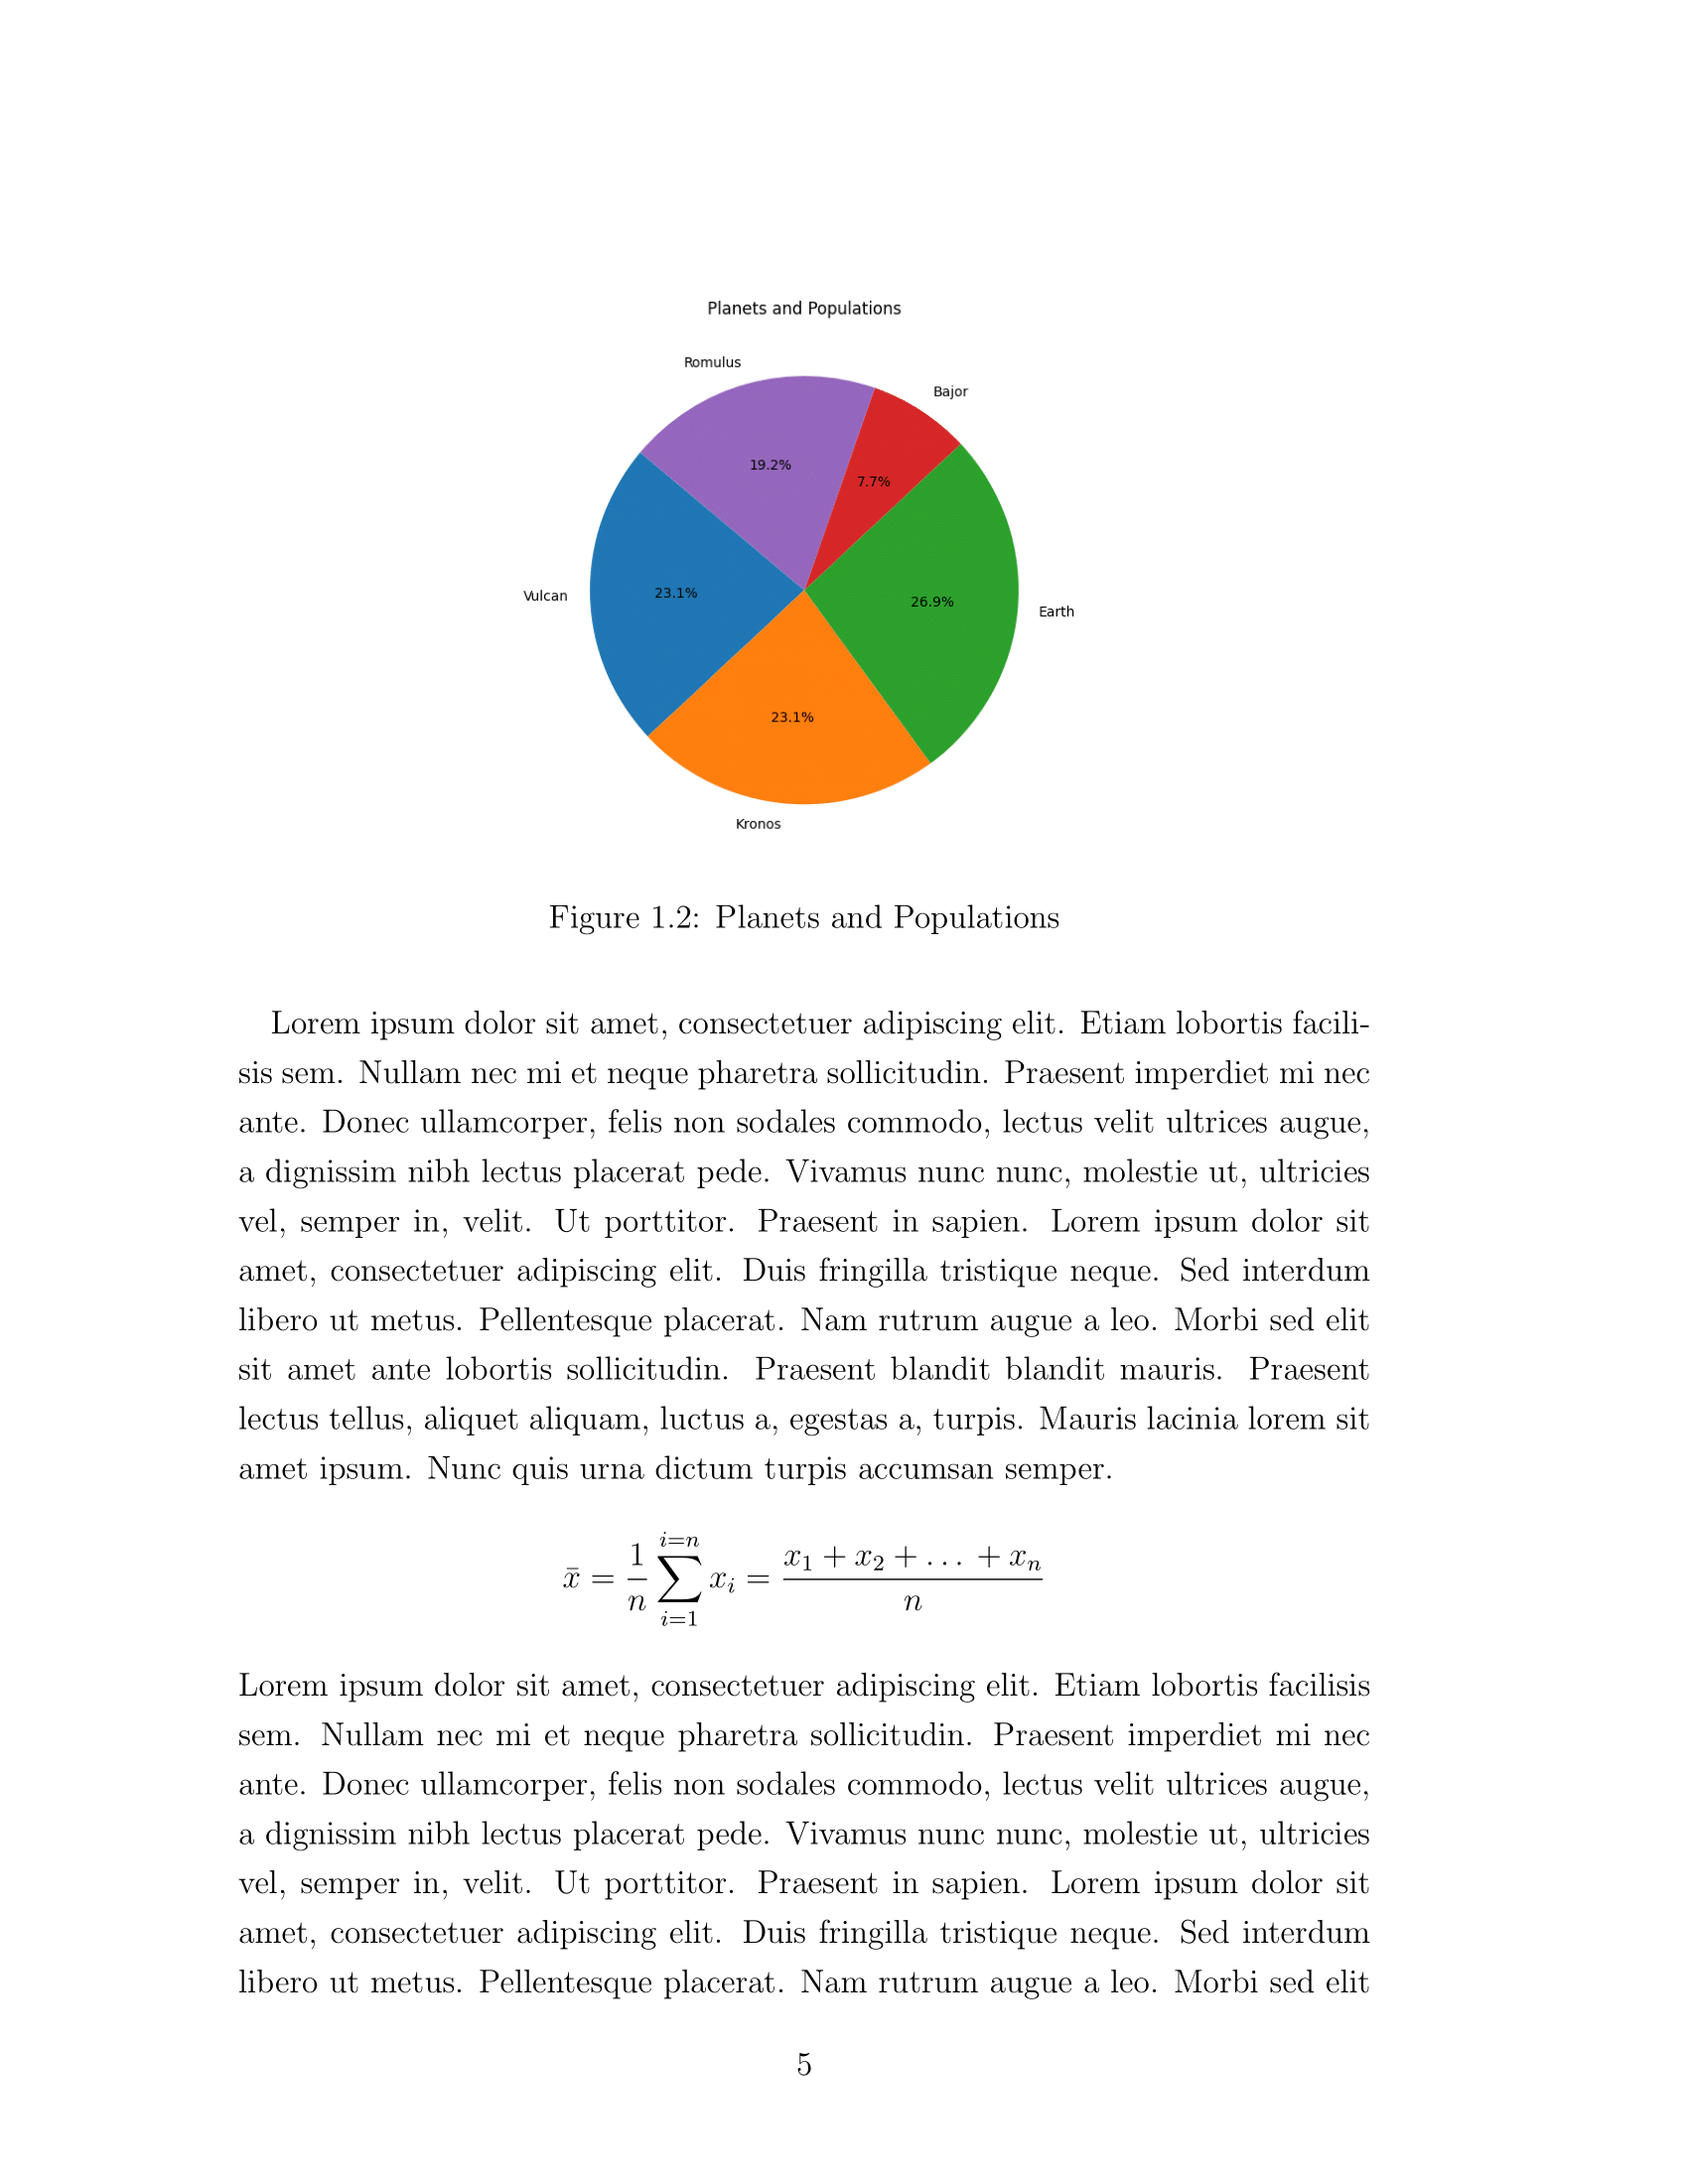 Planets and Populations
Romulus
Bajor
19.2%
7.7%
Vulcan
23.1%
26.9%
Earth
23.1%
Kronos
Figure 1.2: Planets and Populations
Lorem ipsum dolor sit amet, consectetuer adipiscing elit. Etiam lobortis facili-
sis sem. Nullam nec mi et neque pharetra sollicitudin. Praesent imperdiet mi nec
ante. Donec ullamcorper, felis non sodales commodo, lectus velit ultrices augue,
a dignissim nibh lectus placerat pede. Vivamus nunc nunc, molestie ut, ultricies
vel, semper in, velit. Ut porttitor. Praesent in sapien. Lorem ipsum dolor sit
amet, consectetuer adipiscing elit. Duis fringilla tristique neque. Sed interdum
libero ut metus. Pellentesque placerat. Nam rutrum augue a leo. Morbi sed elit
sit amet ante lobortis sollicitudin. Praesent blandit blandit mauris. Praesent
lectus tellus, aliquet aliquam, luctus a, egestas a, turpis. Mauris lacinia lorem sit
amet ipsum. Nunc quis urna dictum turpis accumsan semper.
$\bar{x} = \frac{1}{n} \sum_{i=1}^{i=n} x_i = \frac{x_1 + x_2 + \ldots + x_n}{n}$
Lorem ipsum dolor sit amet, consectetuer adipiscing elit. Etiam lobortis facilisis
sem. Nullam nec mi et neque pharetra sollicitudin. Praesent imperdiet mi nec
ante. Donec ullamcorper, felis non sodales commodo, lectus velit ultrices augue,
a dignissim nibh lectus placerat pede. Vivamus nunc nunc, molestie ut, ultricies
vel, semper in, velit. Ut porttitor. Praesent in sapien. Lorem ipsum dolor sit
amet, consectetuer adipiscing elit. Duis fringilla tristique neque. Sed interdum
libero ut metus. Pellentesque placerat. Nam rutrum augue a leo. Morbi sed elit
5